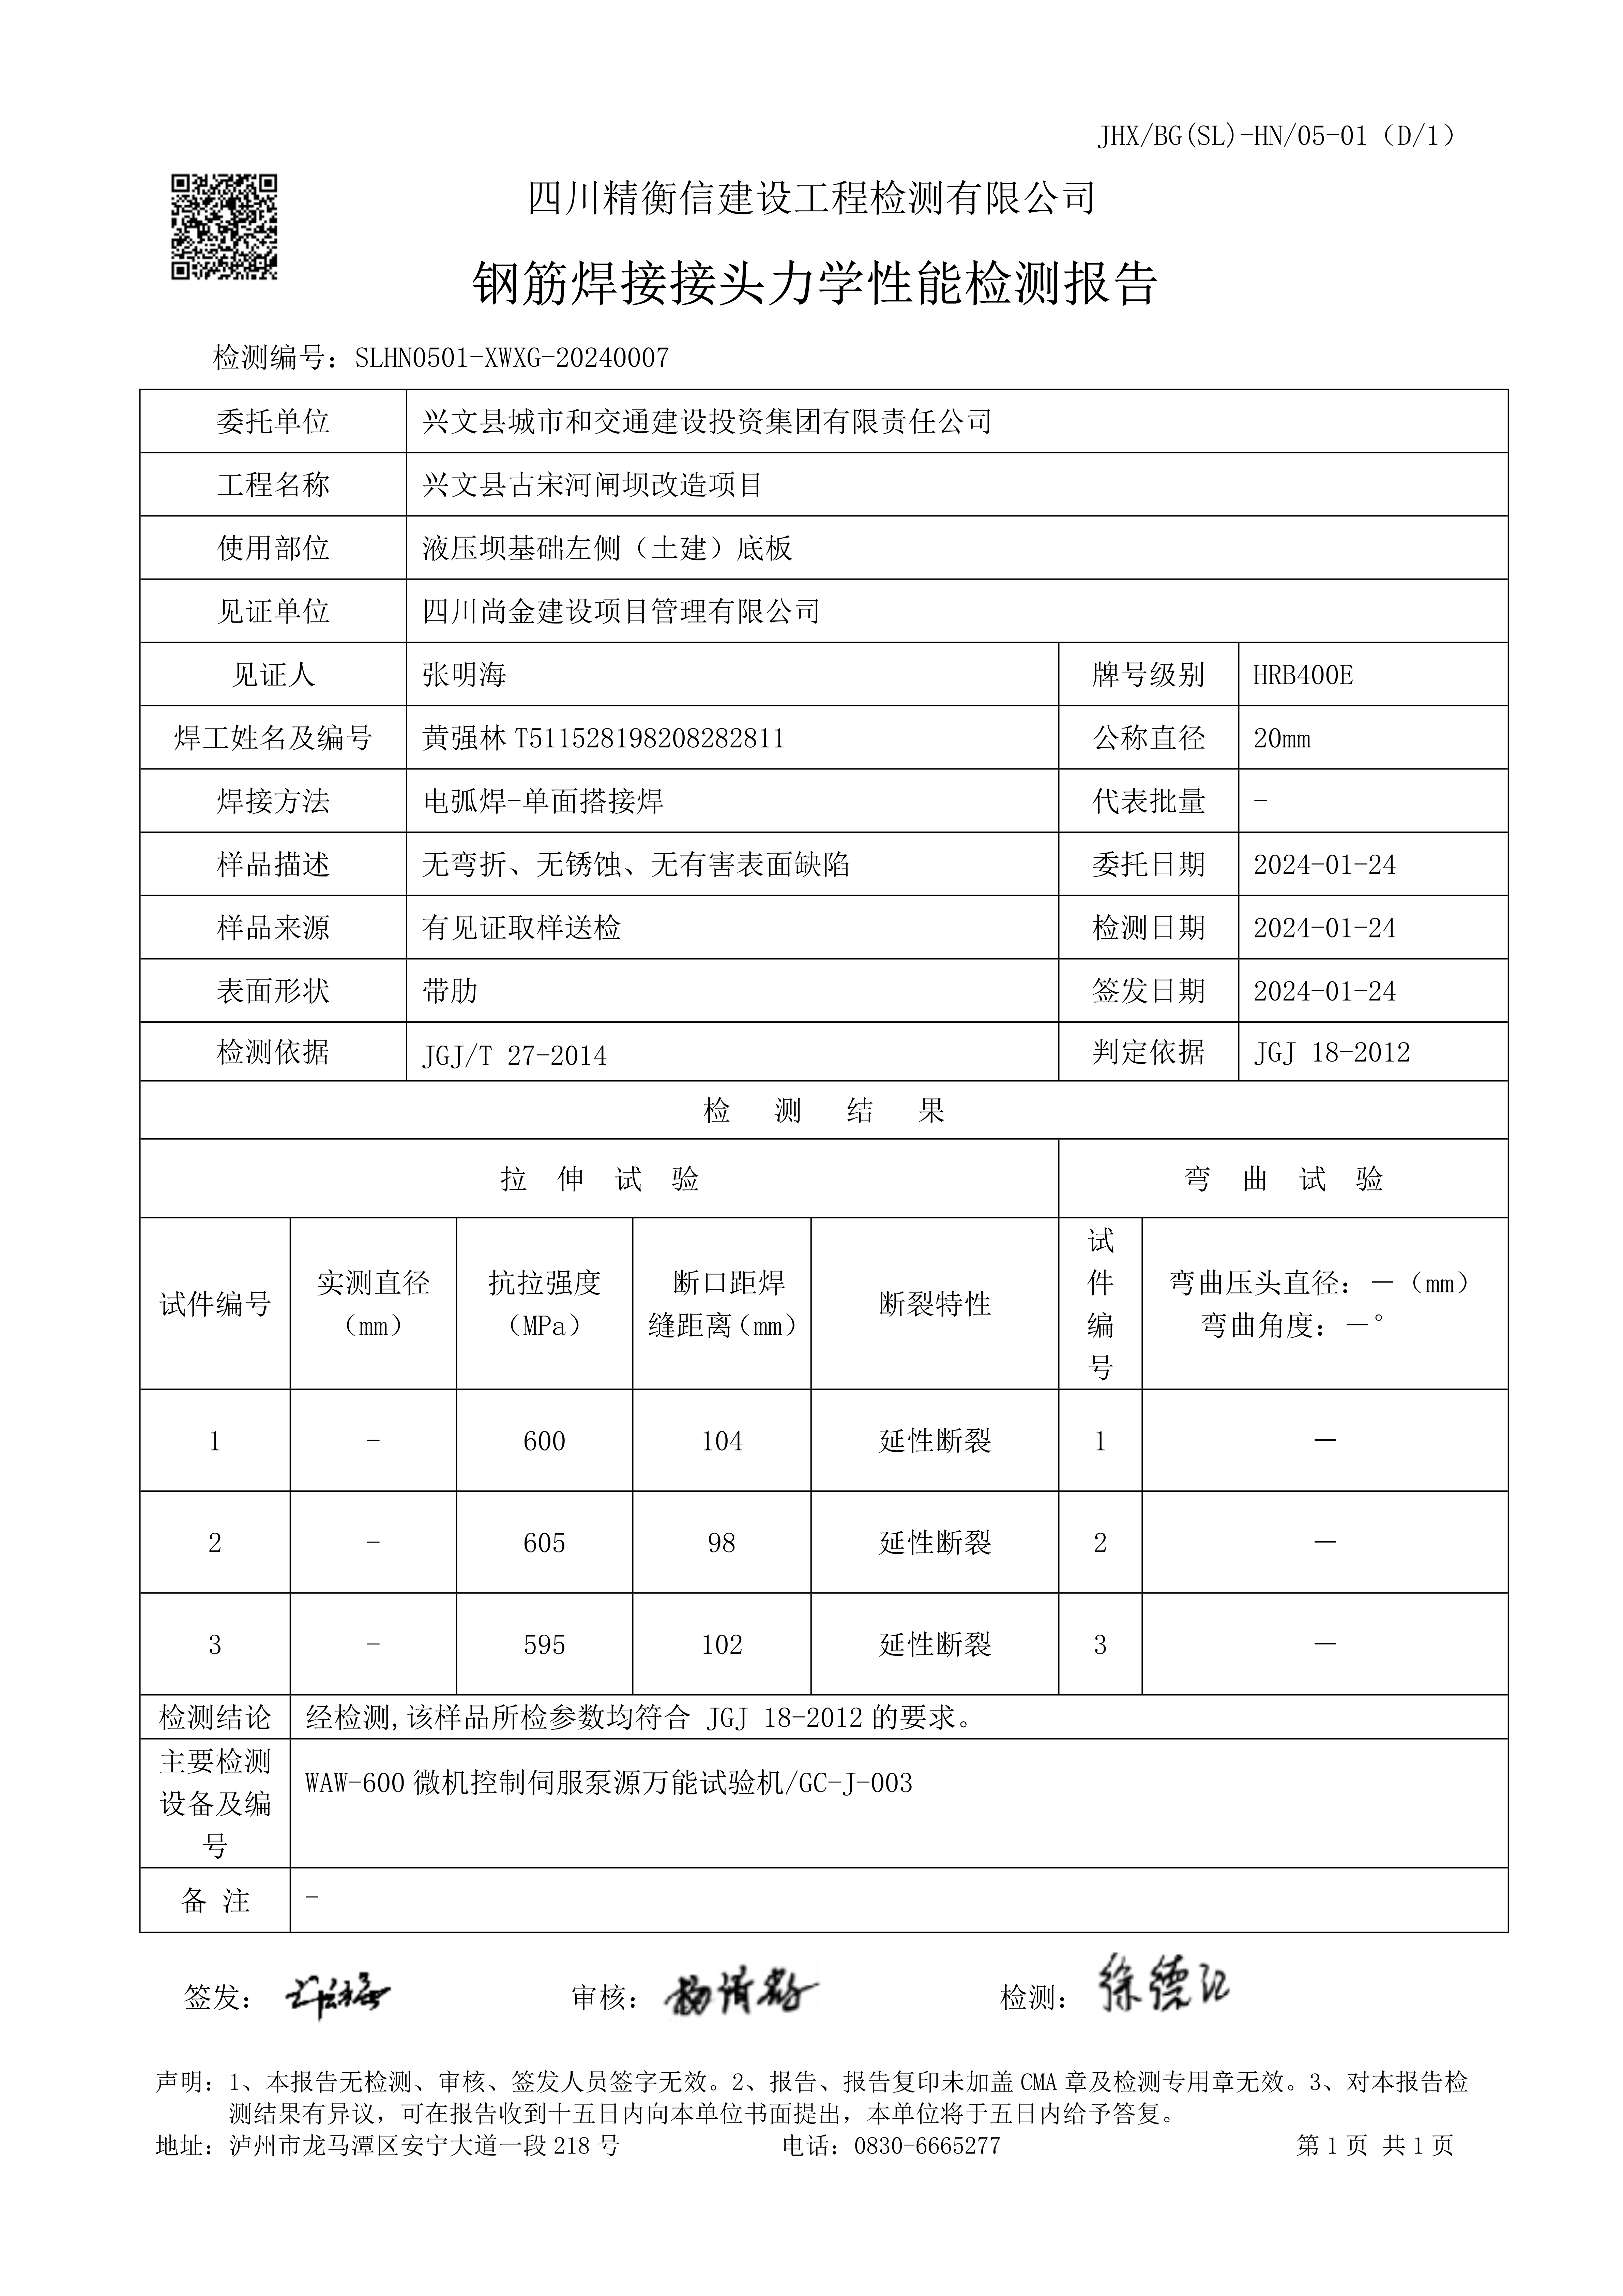 JHX/BG(SL)-HN/05-01（D/1）
四川精衡信建设工程检测有限公司
钢筋焊接接头力学性能检测报告
检测编号：SLHN0501-XWXG-20240007
委托单位 兴文县城市和交通建设投资集团有限责任公司
工程名称 兴文县古宋河闸坝改造项目
使用部位 液压坝基础左侧（土建）底板
见证单位 四川尚金建设项目管理有限公司
见证人 张明海 牌号级别 HRB400E
焊工姓名及编号 黄强林 T511528198208282811 公称直径 20mm
焊接方法 电弧焊-单面搭接焊 代表批量 -
样品描述 无弯折、无锈蚀、无有害表面缺陷 委托日期 2024-01-24
样品来源 有见证取样送检 检测日期 2024-01-24
表面形状 带肋 签发日期 2024-01-24
检测依据 JGJ/T 27-2014 判定依据 JGJ 18-2012
检 测 结 果
拉 伸 试 验 弯 曲 试 验
试件编号 实测直径（mm） 抗拉强度（MPa） 断口距焊缝距离（mm） 断裂特性 试件编号 弯曲压头直径：－（mm）
弯曲角度：－°
1 - 600 104 延性断裂 1 －
2 - 605 98 延性断裂 2 －
3 - 595 102 延性断裂 3 －
检测结论 经检测,该样品所检参数均符合 JGJ 18-2012 的要求。
主要检测设备及编号 WAW-600 微机控制伺服泵源万能试验机/GC-J-003
备 注 -
签发： 审核： 检测：徐德江
声明：1、本报告无检测、审核、签发人员签字无效。2、报告、报告复印未加盖 CMA 章及检测专用章无效。3、对本报告检
测结果有异议，可在报告收到十五日内向本单位书面提出，本单位将于五日内给予答复。
地址：泸州市龙马潭区安宁大道一段 218 号 电话：0830-6665277 第 1 页 共 1 页